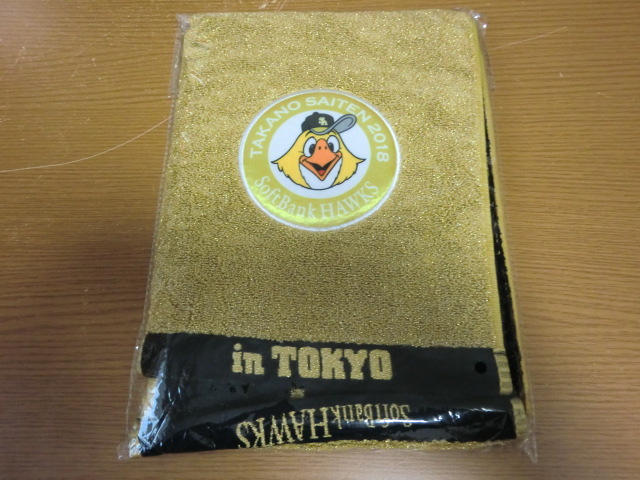 TAKANO SAITEN 2018
SoftBank HAWKS
in TOKYO
SoftBank HAWKS